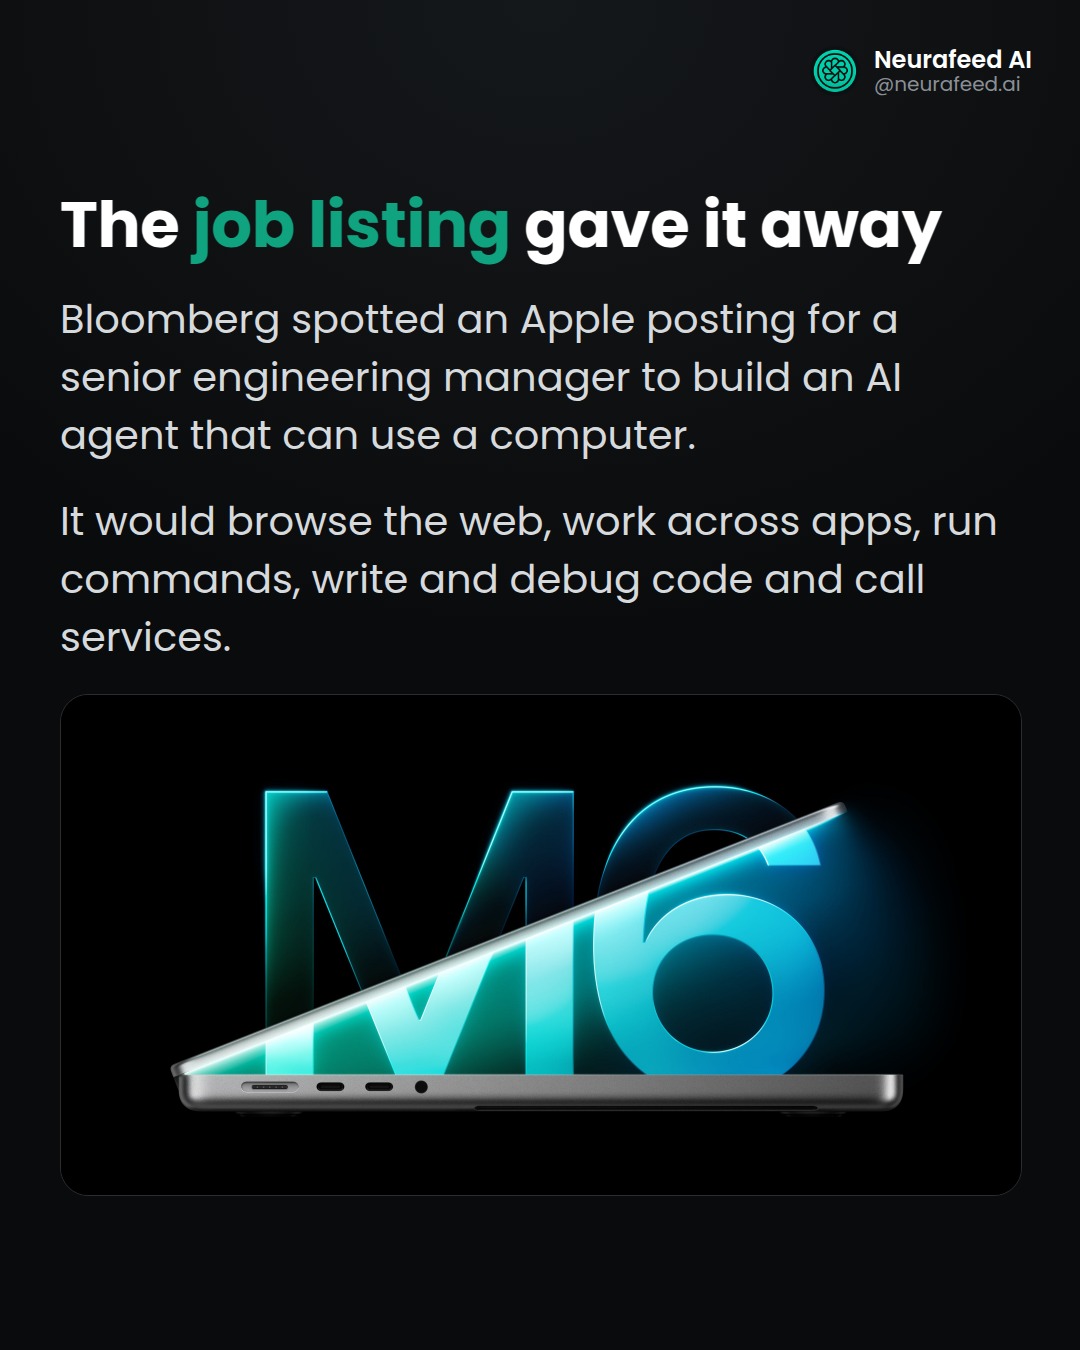 Neurafeed AI
@neurafeed.ai
The job listing gave it away
Bloomberg spotted an Apple posting for a
senior engineering manager to build an AI
agent that can use a computer.
It would browse the web, work across apps, run
commands, write and debug code and call
services.
M6